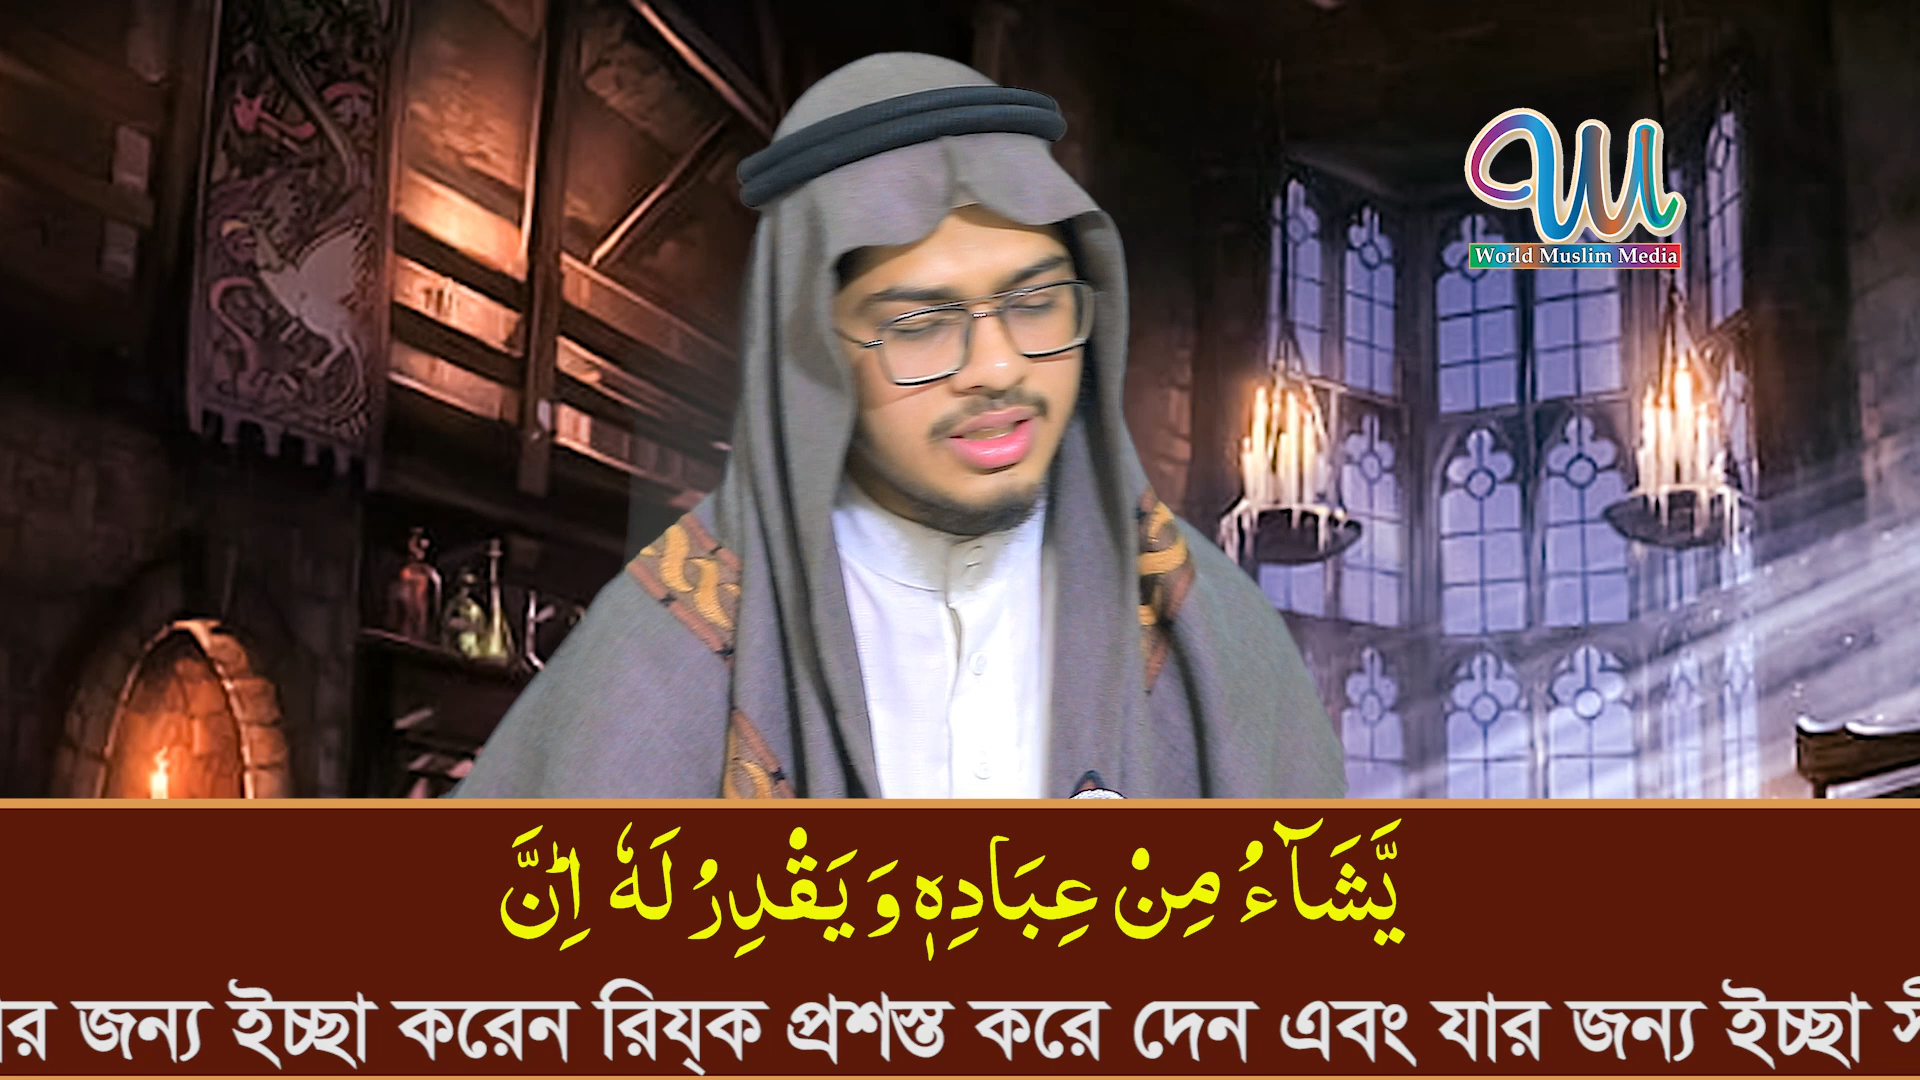 World Muslim Media
یَّشَآءُ مِنْ عِبَادِهٖ وَ یَقْدِرُ لَهٗ ؕ اِنَّ
জন্য ইচ্ছা করেন রিয্‌ক প্রশস্ত করে দেন এবং যার জন্য ইচ্ছা